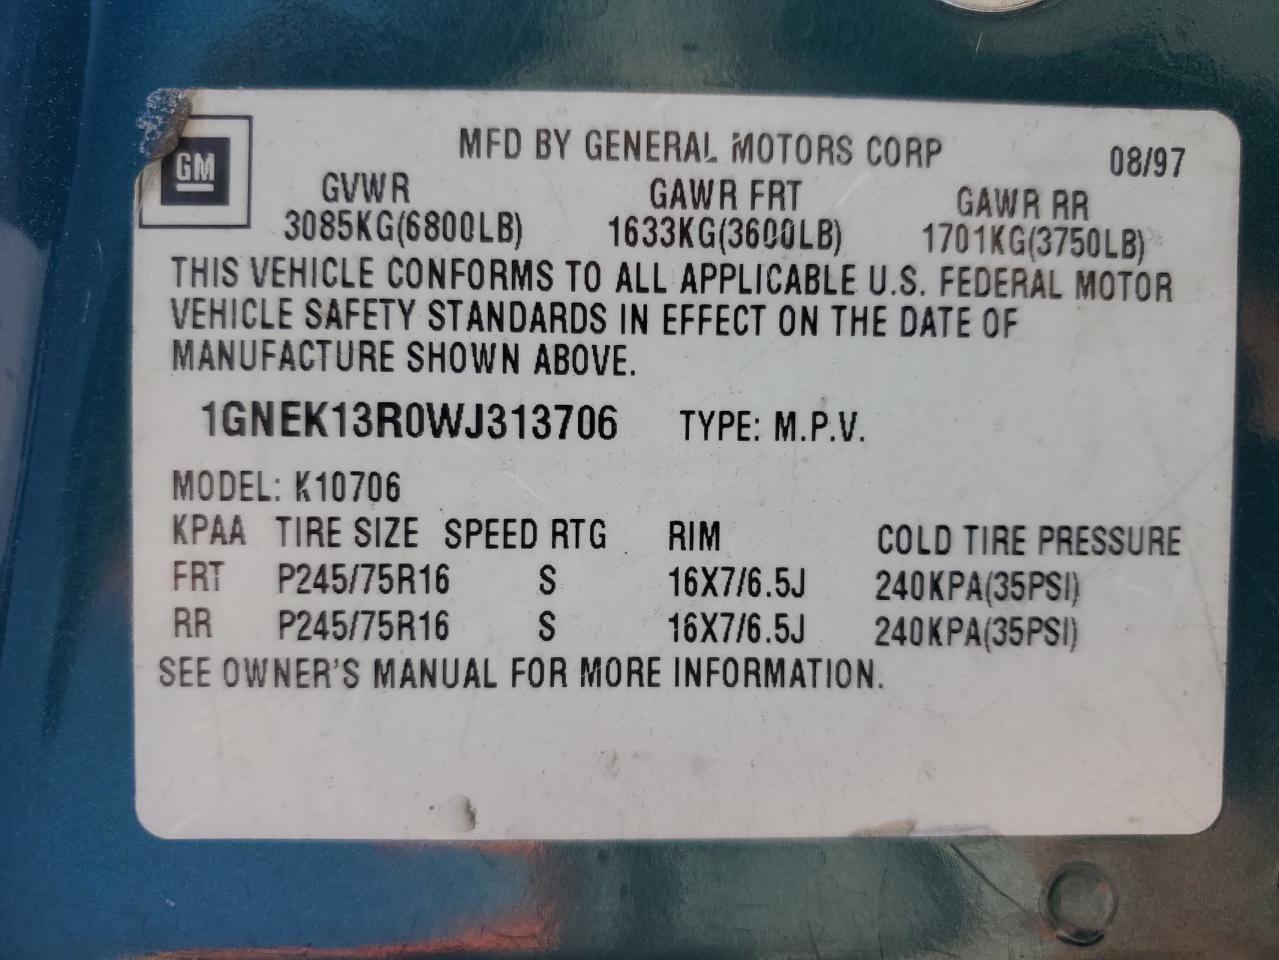 MFD BY GENERAL MOTORS CORP 08/97
GM
GVWR GAWR FRT GAWR RR
3085KG(6800LB) 1633KG(3600LB) 1701KG(3750LB)
THIS VEHICLE CONFORMS TO ALL APPLICABLE U.S. FEDERAL MOTOR
VEHICLE SAFETY STANDARDS IN EFFECT ON THE DATE OF
MANUFACTURE SHOWN ABOVE.
1GNEK13R0WJ313706 TYPE: M.P.V.
MODEL: K10706
KPAA TIRE SIZE SPEED RTG RIM COLD TIRE PRESSURE
FRT P245/75R16 S 16X7/6.5J 240KPA(35PSI)
RR P245/75R16 S 16X7/6.5J 240KPA(35PSI)
SEE OWNER'S MANUAL FOR MORE INFORMATION.